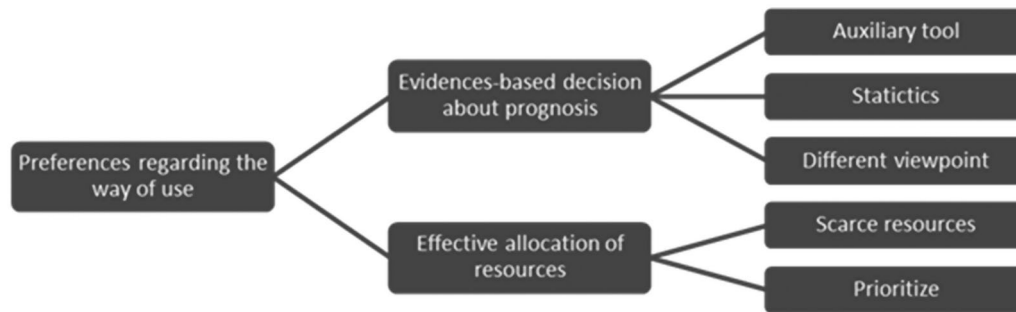 Preferences regarding the
way of use
Evidences-based decision
about prognosis
Effective allocation of
resources
Auxiliary tool
Statictics
Different viewpoint
Scarce resources
Prioritize